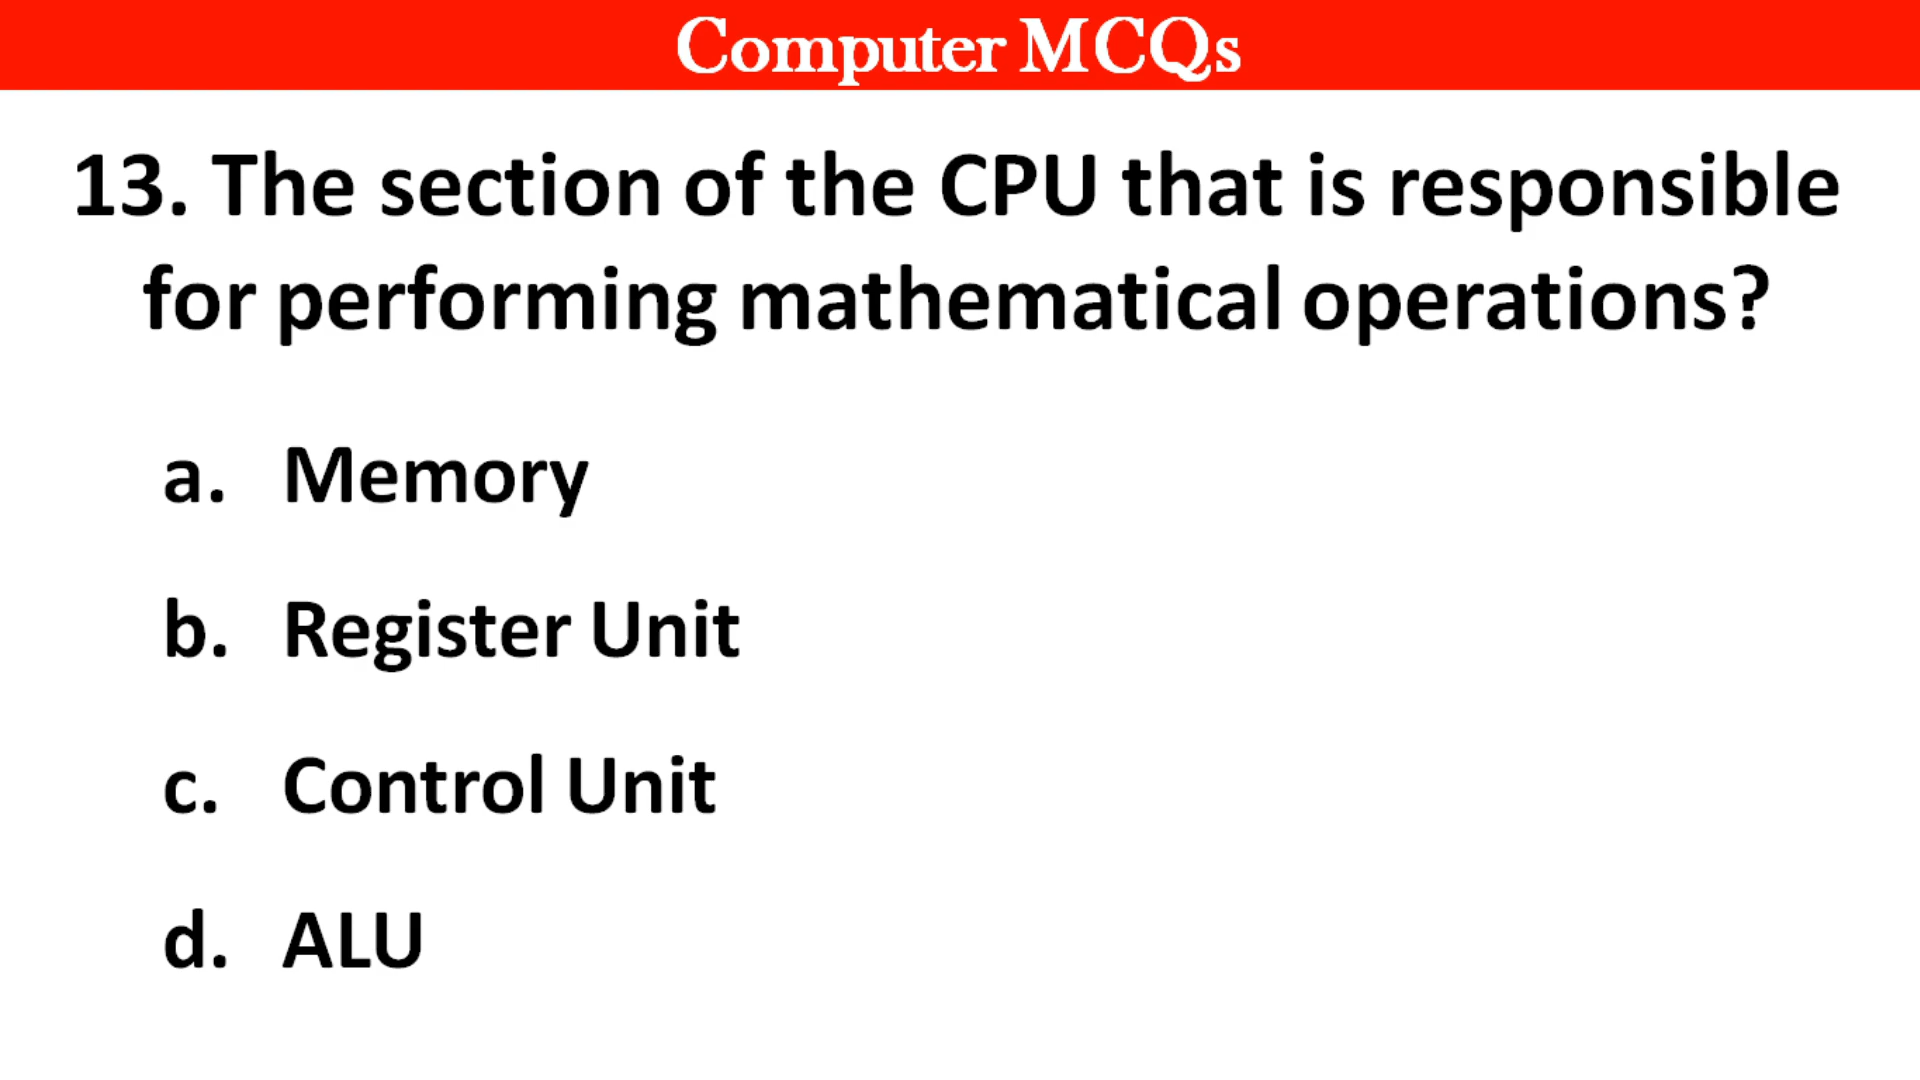 Computer MCQs
13. The section of the CPU that is responsible
for performing mathematical operations?
a. Memory
b. Register Unit
c. Control Unit
d. ALU